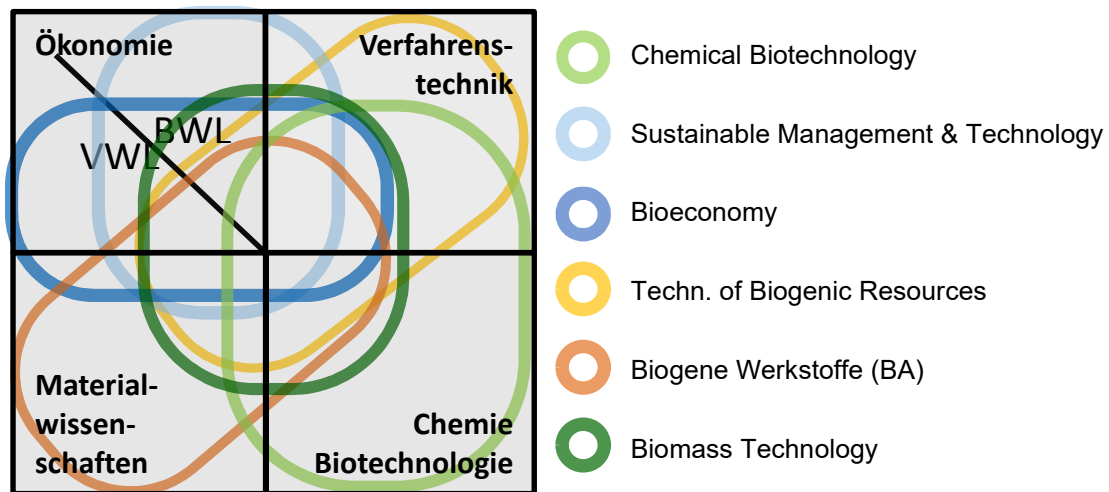 Ökonomie
Verfahrens-
technik
BWL
VWL
Material-
wissen-
schaften
Chemie
Biotechnologie
Chemical Biotechnology
Sustainable Management & Technology
Bioeconomy
Techn. of Biogenic Resources
Biogene Werkstoffe (BA)
Biomass Technology